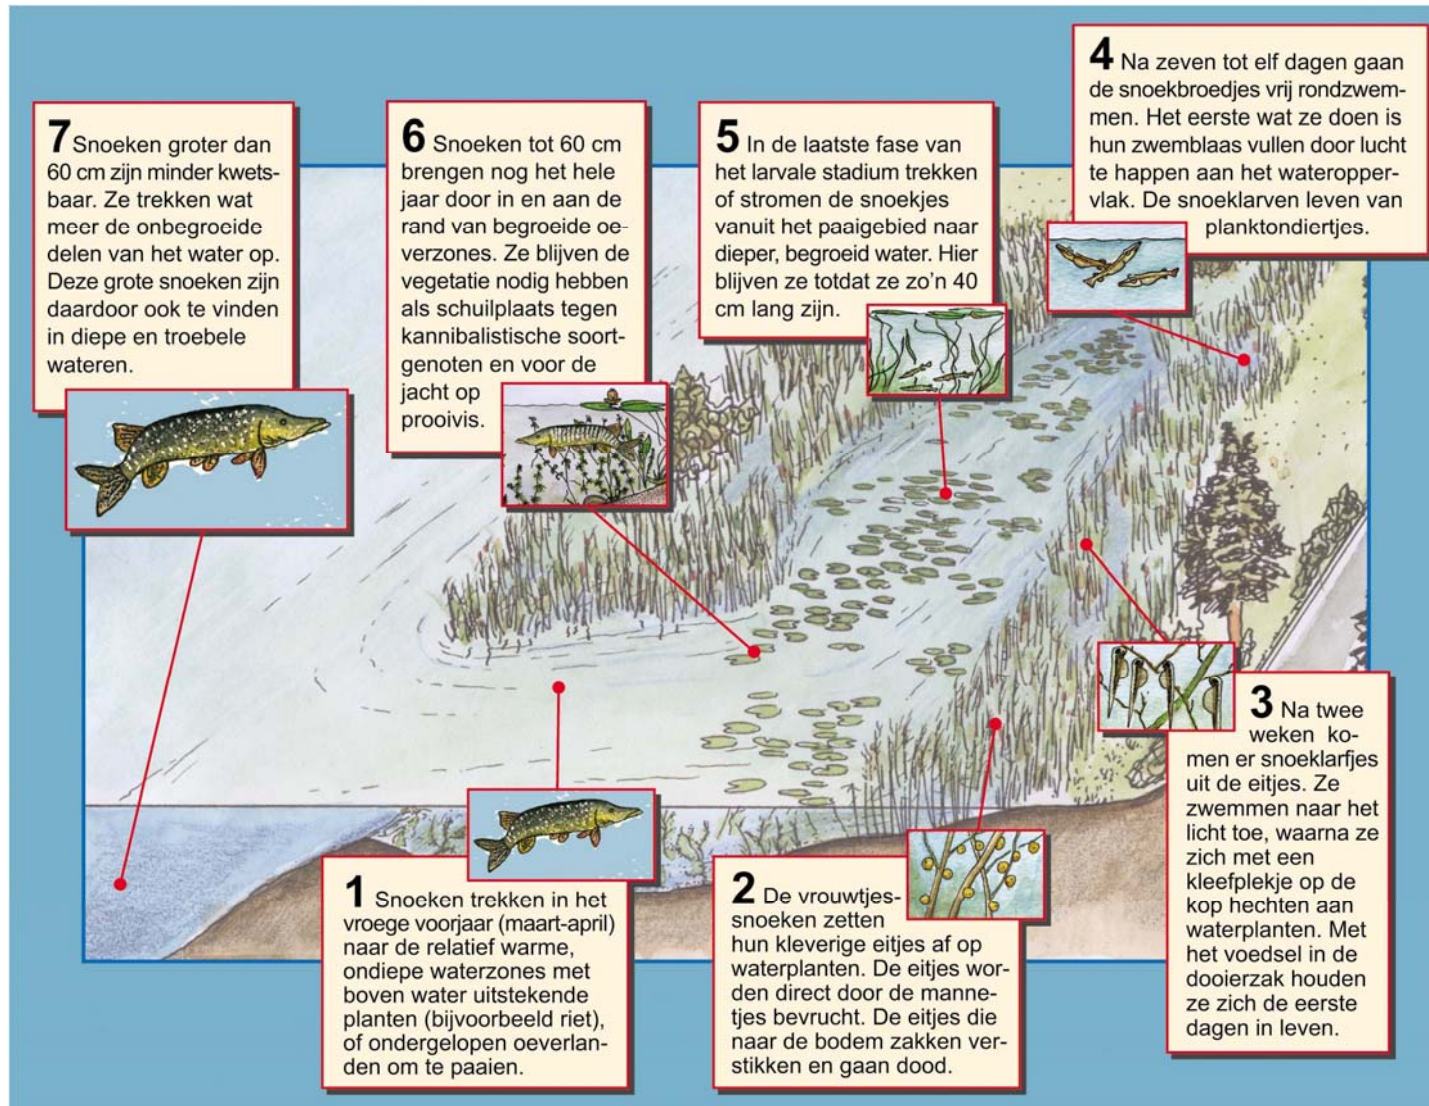 1 Snoeken trekken in het
vroege voorjaar (maart-april)
naar de relatief warme,
ondiepe waterzones met
boven water uitstekende
planten (bijvoorbeeld riet),
of ondergelopen oeverlan-
den om te paaien.
2 De vrouwtjes-
snoeken zetten
hun kleverige eitjes af op
waterplanten. De eitjes wor-
den direct door de manne-
tjes bevrucht. De eitjes die
naar de bodem zakken ver-
stikken en gaan dood.
3 Na twee
weken ko-
men er snoeklarfjes
uit de eitjes. Ze
zwemmen naar het
licht toe, waarna ze
zich met een
kleefplekje op de
kop hechten aan
waterplanten. Met
het voedsel in de
dooierzak houden
ze zich de eerste
dagen in leven.
4 Na zeven tot elf dagen gaan
de snoekbroedjes vrij rondzwem-
men. Het eerste wat ze doen is
hun zwemblaas vullen door lucht
te happen aan het wateropper-
vlak. De snoeklarven leven van
planktondiertjes.
5 In de laatste fase van
het larvale stadium trekken
of stromen de snoekjes
vanuit het paaigebied naar
dieper, begroeid water. Hier
blijven ze totdat ze zo'n 40
cm lang zijn.
6 Snoeken tot 60 cm
brengen nog het hele
jaar door in en aan de
rand van begroeide oe-
verzones. Ze blijven de
vegetatie nodig hebben
als schuilplaats tegen
kannibalistische soort-
genoten en voor de
jacht op
prooivis.
7 Snoeken groter dan
60 cm zijn minder kwets-
baar. Ze trekken wat
meer de onbegroeide
delen van het water op.
Deze grote snoeken zijn
daardoor ook te vinden
in diepe en troebele
wateren.